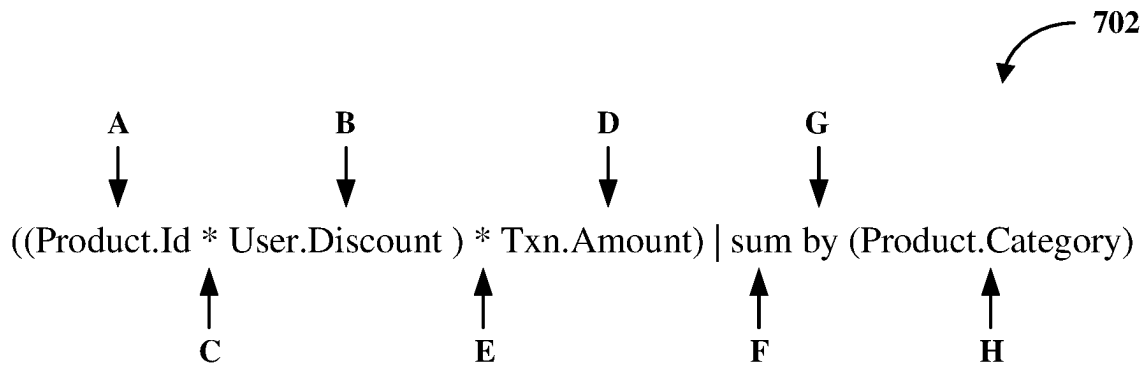 702
A B D G
((Product.Id * User.Discount ) * Txn.Amount) | sum by (Product.Category)
C E F H